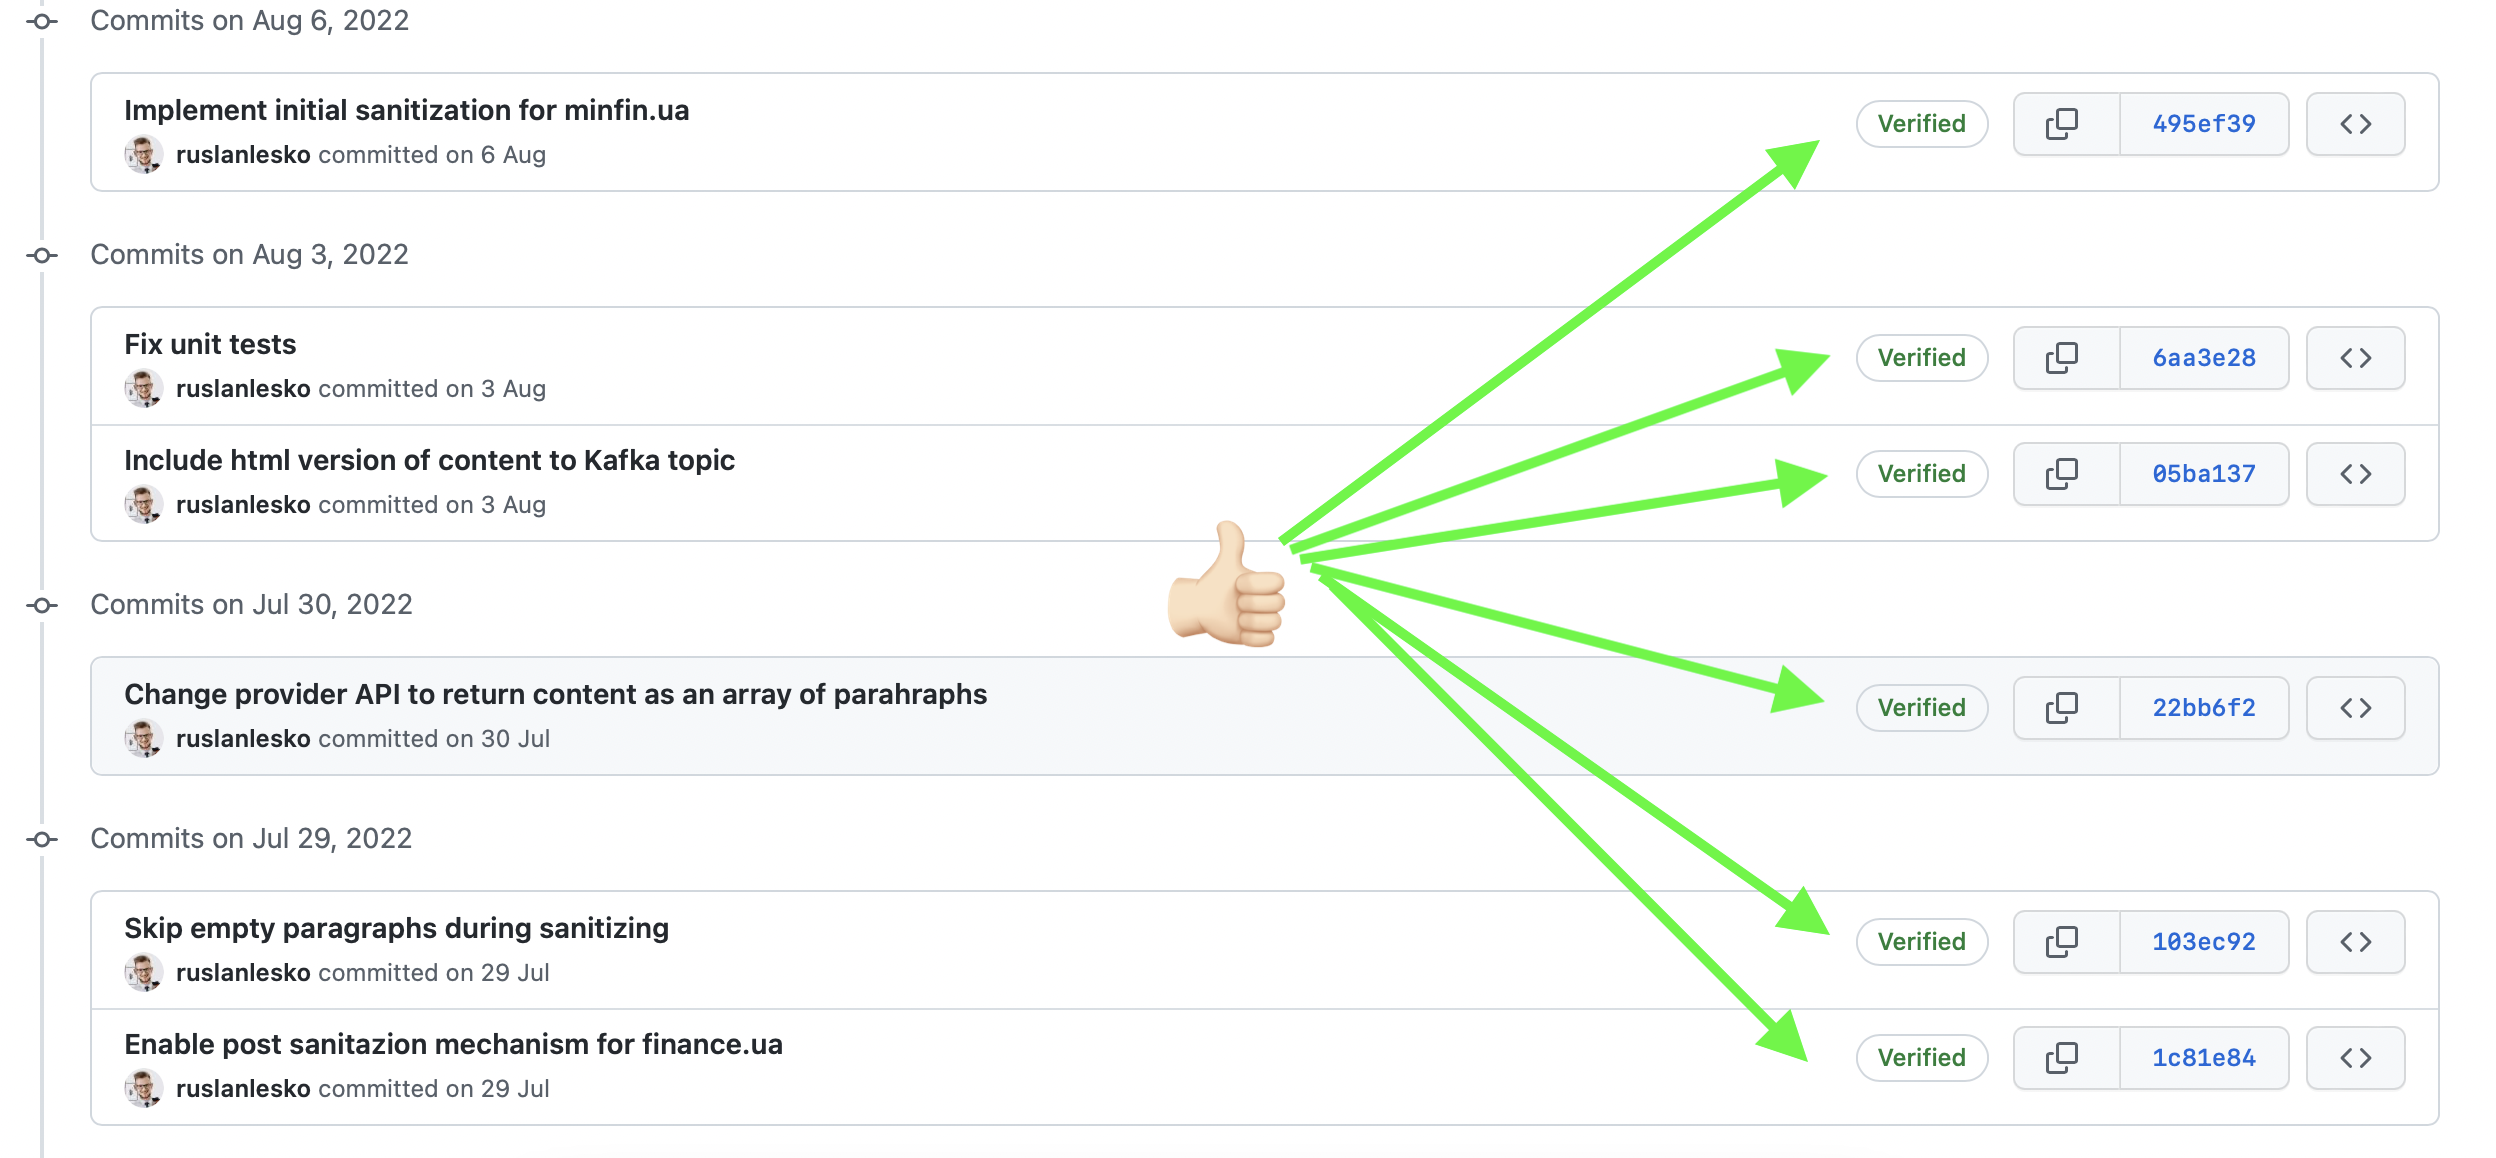 Commits on Aug 6, 2022
Implement initial sanitization for minfin.ua
ruslanlesko committed on 6 Aug
Verified
495ef39
Commits on Aug 3, 2022
Fix unit tests
ruslanlesko committed on 3 Aug
Verified
6aa3e28
Include html version of content to Kafka topic
ruslanlesko committed on 3 Aug
Verified
05ba137
Commits on Jul 30, 2022
Change provider API to return content as an array of parahraphs
ruslanlesko committed on 30 Jul
Verified
22bb6f2
Commits on Jul 29, 2022
Skip empty paragraphs during sanitizing
ruslanlesko committed on 29 Jul
Verified
103ec92
Enable post sanitazion mechanism for finance.ua
ruslanlesko committed on 29 Jul
Verified
1c81e84